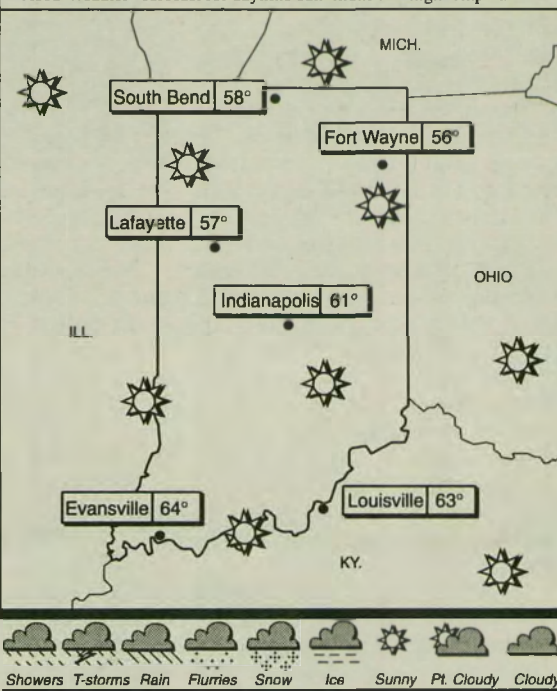 MICH.
South Bend 58°
Fort Wayne 56°
Lafayette 57°
OHIO
Indianapolis 61°
ILL.
Evansville 64°
Louisville 63°
KY.
Showers T-storms Rain Flurries Snow Ice Sunny Pt. Cloudy Cloudy